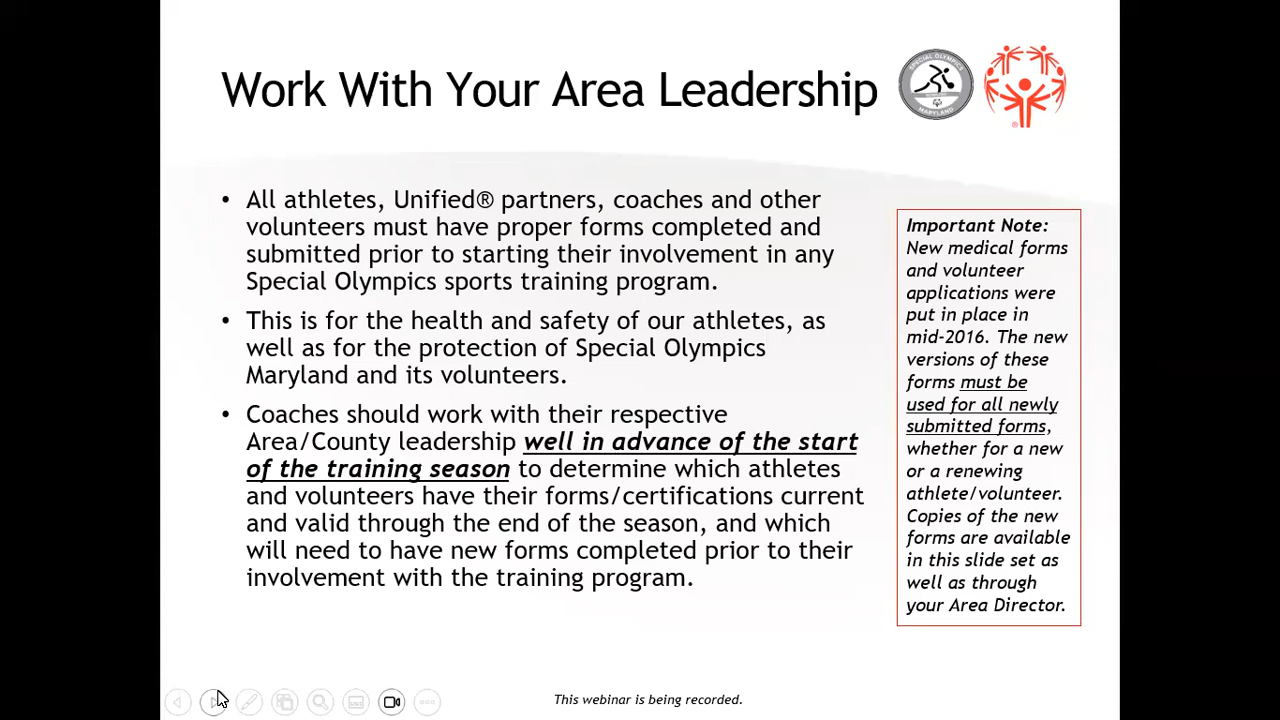 Work With Your Area Leadership
SPECIAL OLYMPICS
MARYLAND
• All athletes, Unified® partners, coaches and other
volunteers must have proper forms completed and
submitted prior to starting their involvement in any
Special Olympics sports training program.
• This is for the health and safety of our athletes, as
well as for the protection of Special Olympics
Maryland and its volunteers.
• Coaches should work with their respective
Area/County leadership well in advance of the start
of the training season to determine which athletes
and volunteers have their forms/certifications current
and valid through the end of the season, and which
will need to have new forms completed prior to their
involvement with the training program.
Important Note:
New medical forms
and volunteer
applications were
put in place in
mid-2016. The new
versions of these
forms must be
used for all newly
submitted forms,
whether for a new
or a renewing
athlete/volunteer.
Copies of the new
forms are available
in this slide set as
well as through
your Area Director.
This webinar is being recorded.